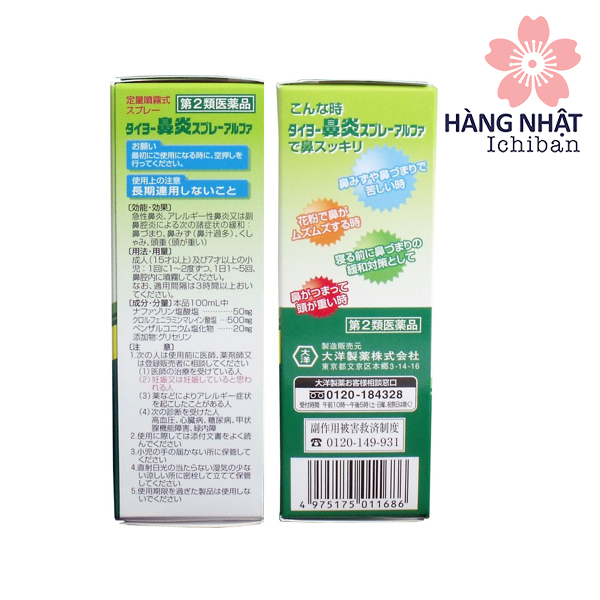 HÀNG NHẬT
Ichiban
定量噴霧式
スプレー
第2類医薬品
タイヨー鼻炎スプレーアルファ
お願い
最初にご使用になる時に、空押しを
行ってください。
使用上の注意
長期連用しないこと
〔効能・効果〕
急性鼻炎、アレルギー性鼻炎又は副
鼻腔炎による次の諸症状の緩和：
鼻づまり、鼻みず(鼻汁過多)、くし
ゃみ、頭重(頭が重い)
〔用法・用量〕
成人(15才以上)及び7才以上の小
児：1回に1〜2度ずつ、1日1〜5回、
鼻腔内に噴霧してください。
なお、適用間隔は3時間以上おい
てください。
〔成分・分量〕本品100mL中
ナファゾリン塩酸塩 ………… 50mg
クロルフェニラミンマレイン酸塩 …500mg
ベンザルコニウム塩化物 ……20mg
添加物：グリセリン
〔注意〕
1.次の人は使用前に医師、薬剤師又
は登録販売者に相談してください
(1)医師の治療を受けている人
(2)妊婦又は妊娠していると思わ
れる人
(3)薬などによりアレルギー症状
を起こしたことがある人
(4)次の診断を受けた人
高血圧、心臓病、糖尿病、甲状
腺機能障害、緑内障
2.使用に際しては添付文書をよく読
んでください
3.小児の手の届かない所に保管して
ください
4.直射日光の当たらない湿気の少な
い涼しい所に密栓して立てて保管
してください
5.使用期限を過ぎた製品は使用しな
いでください
こんな時
タイヨー鼻炎スプレーアルファ
で鼻スッキリ
鼻みずや鼻づまりで
苦しい時
花粉で鼻が
ムズムズする時
寝る前に鼻づまりの
緩和対策として
鼻がつまって
頭が重い時
第2類医薬品
製造販売元
大洋
大洋製薬株式会社
東京都文京区本郷3-14-16
大洋製薬お客様相談窓口
0120-184328
受付時間 午前10時〜午後5時(土・日曜、祝祭日は除く)
副作用被害救済制度
☎0120-149-931
4 975175 011686